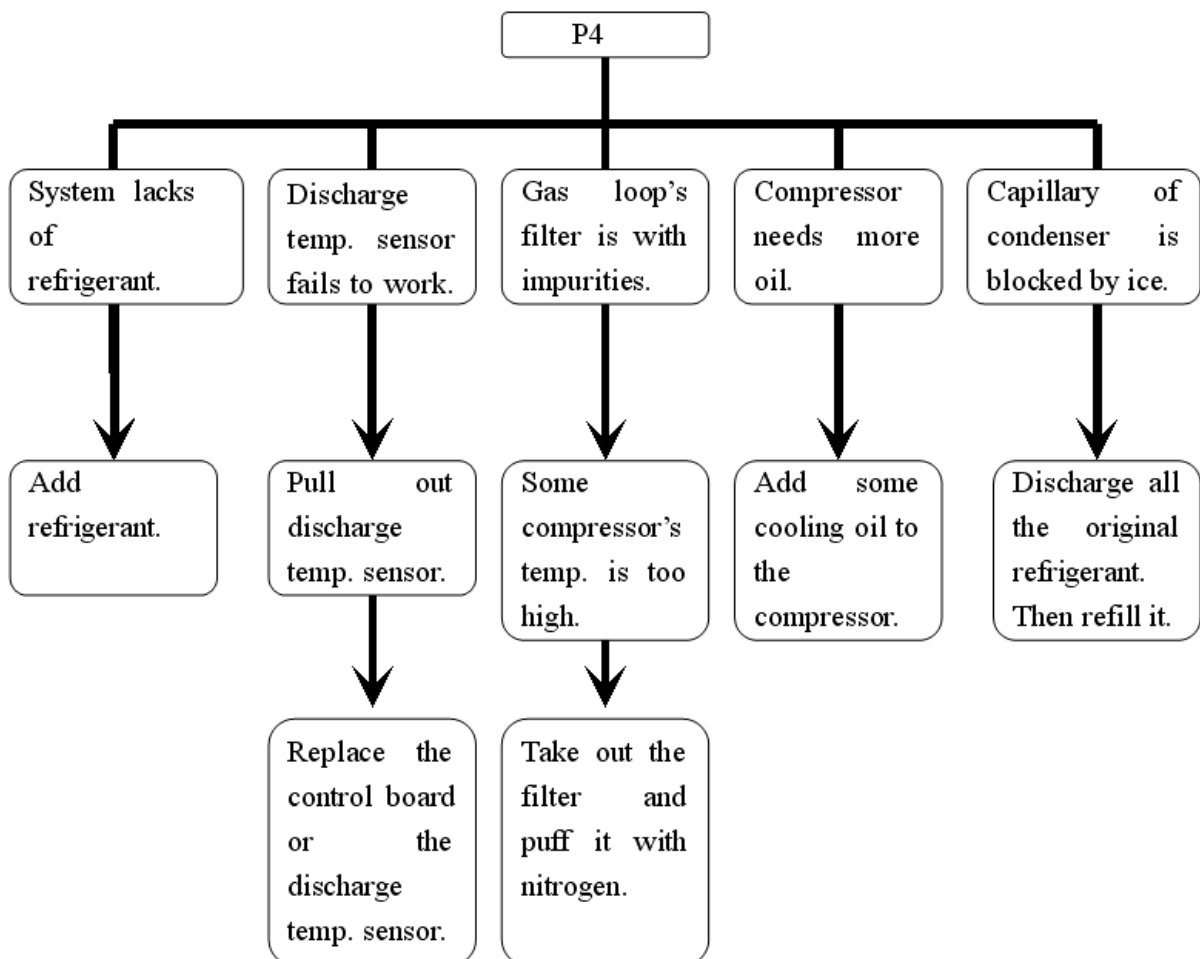 P4
System lacks
of
refrigerant.
Discharge
temp. sensor
fails to work.
Gas loop’s
filter is with
impurities.
Compressor
needs more
oil.
Capillary of
condenser is
blocked by ice.
Add
refrigerant.
Pull out
discharge
temp. sensor.
Some
compressor’s
temp. is too
high.
Add some
cooling oil to
the
compressor.
Discharge all
the original
refrigerant.
Then refill it.
Replace the
control board
or the
discharge
temp. sensor.
Take out the
filter and
puff it with
nitrogen.